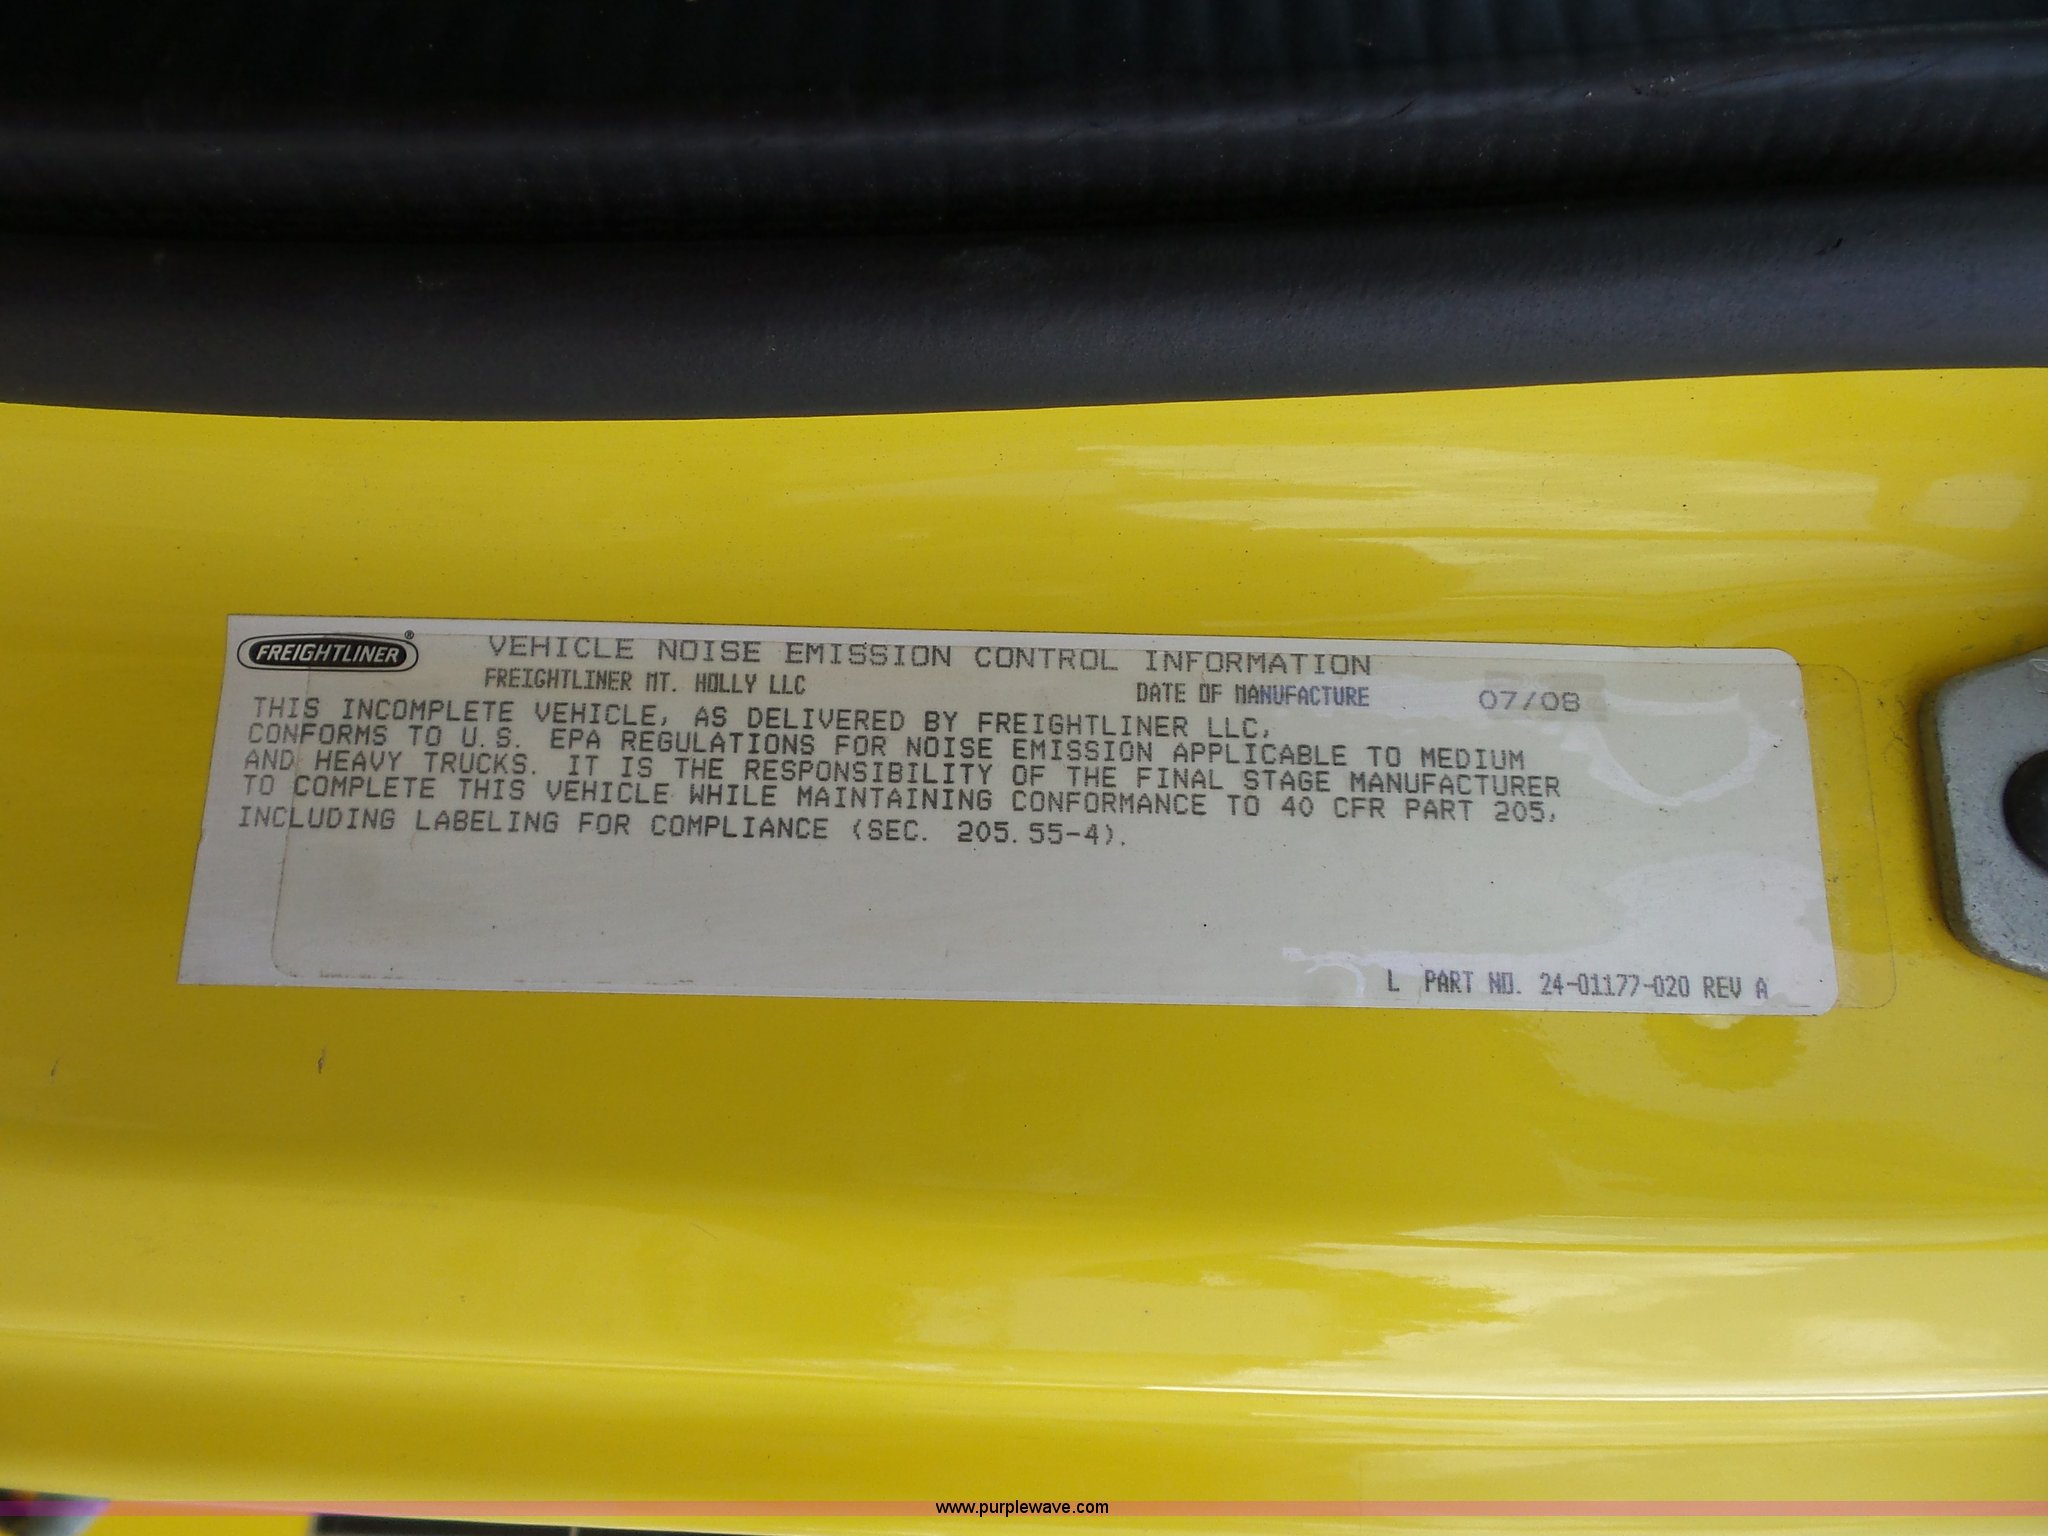 FREIGHTLINER®
VEHICLE NOISE EMISSION CONTROL INFORMATION
FREIGHTLINER MT. HOLLY LLC DATE OF MANUFACTURE 07/08
THIS INCOMPLETE VEHICLE, AS DELIVERED BY FREIGHTLINER LLC,
CONFORMS TO U.S. EPA REGULATIONS FOR NOISE EMISSION APPLICABLE TO MEDIUM
AND HEAVY TRUCKS. IT IS THE RESPONSIBILITY OF THE FINAL STAGE MANUFACTURER
TO COMPLETE THIS VEHICLE WHILE MAINTAINING CONFORMANCE TO 40 CFR PART 205,
INCLUDING LABELING FOR COMPLIANCE (SEC. 205.55-4).
L PART NO. 24-01177-020 REV A
www.purplewave.com